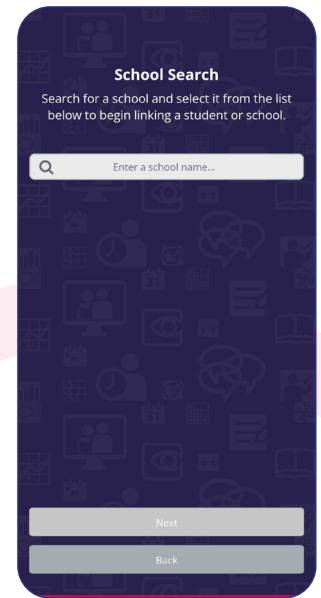 School Search
Search for a school and select it from the list
below to begin linking a student or school.
Enter a school name...
Next
Back